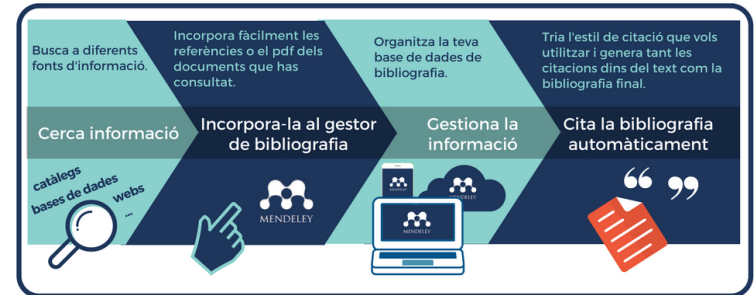 Busca a diferents
fonts d'informació.
Cerca informació
catàlegs
bases de dades
webs
...
Incorpora fàcilment les
referències o el pdf dels
documents que has
consultat.
Incorpora-la al gestor
de bibliografia
MENDELEY
Organitza la teva
base de dades de
bibliografia.
Gestiona la
informació
MENDELEY
MENDELEY
Tria l'estil de citació que vols
utilitzar i genera tant les
citacions dins del text com la
bibliografia final.
Cita la bibliografia
automàticament
“ ”